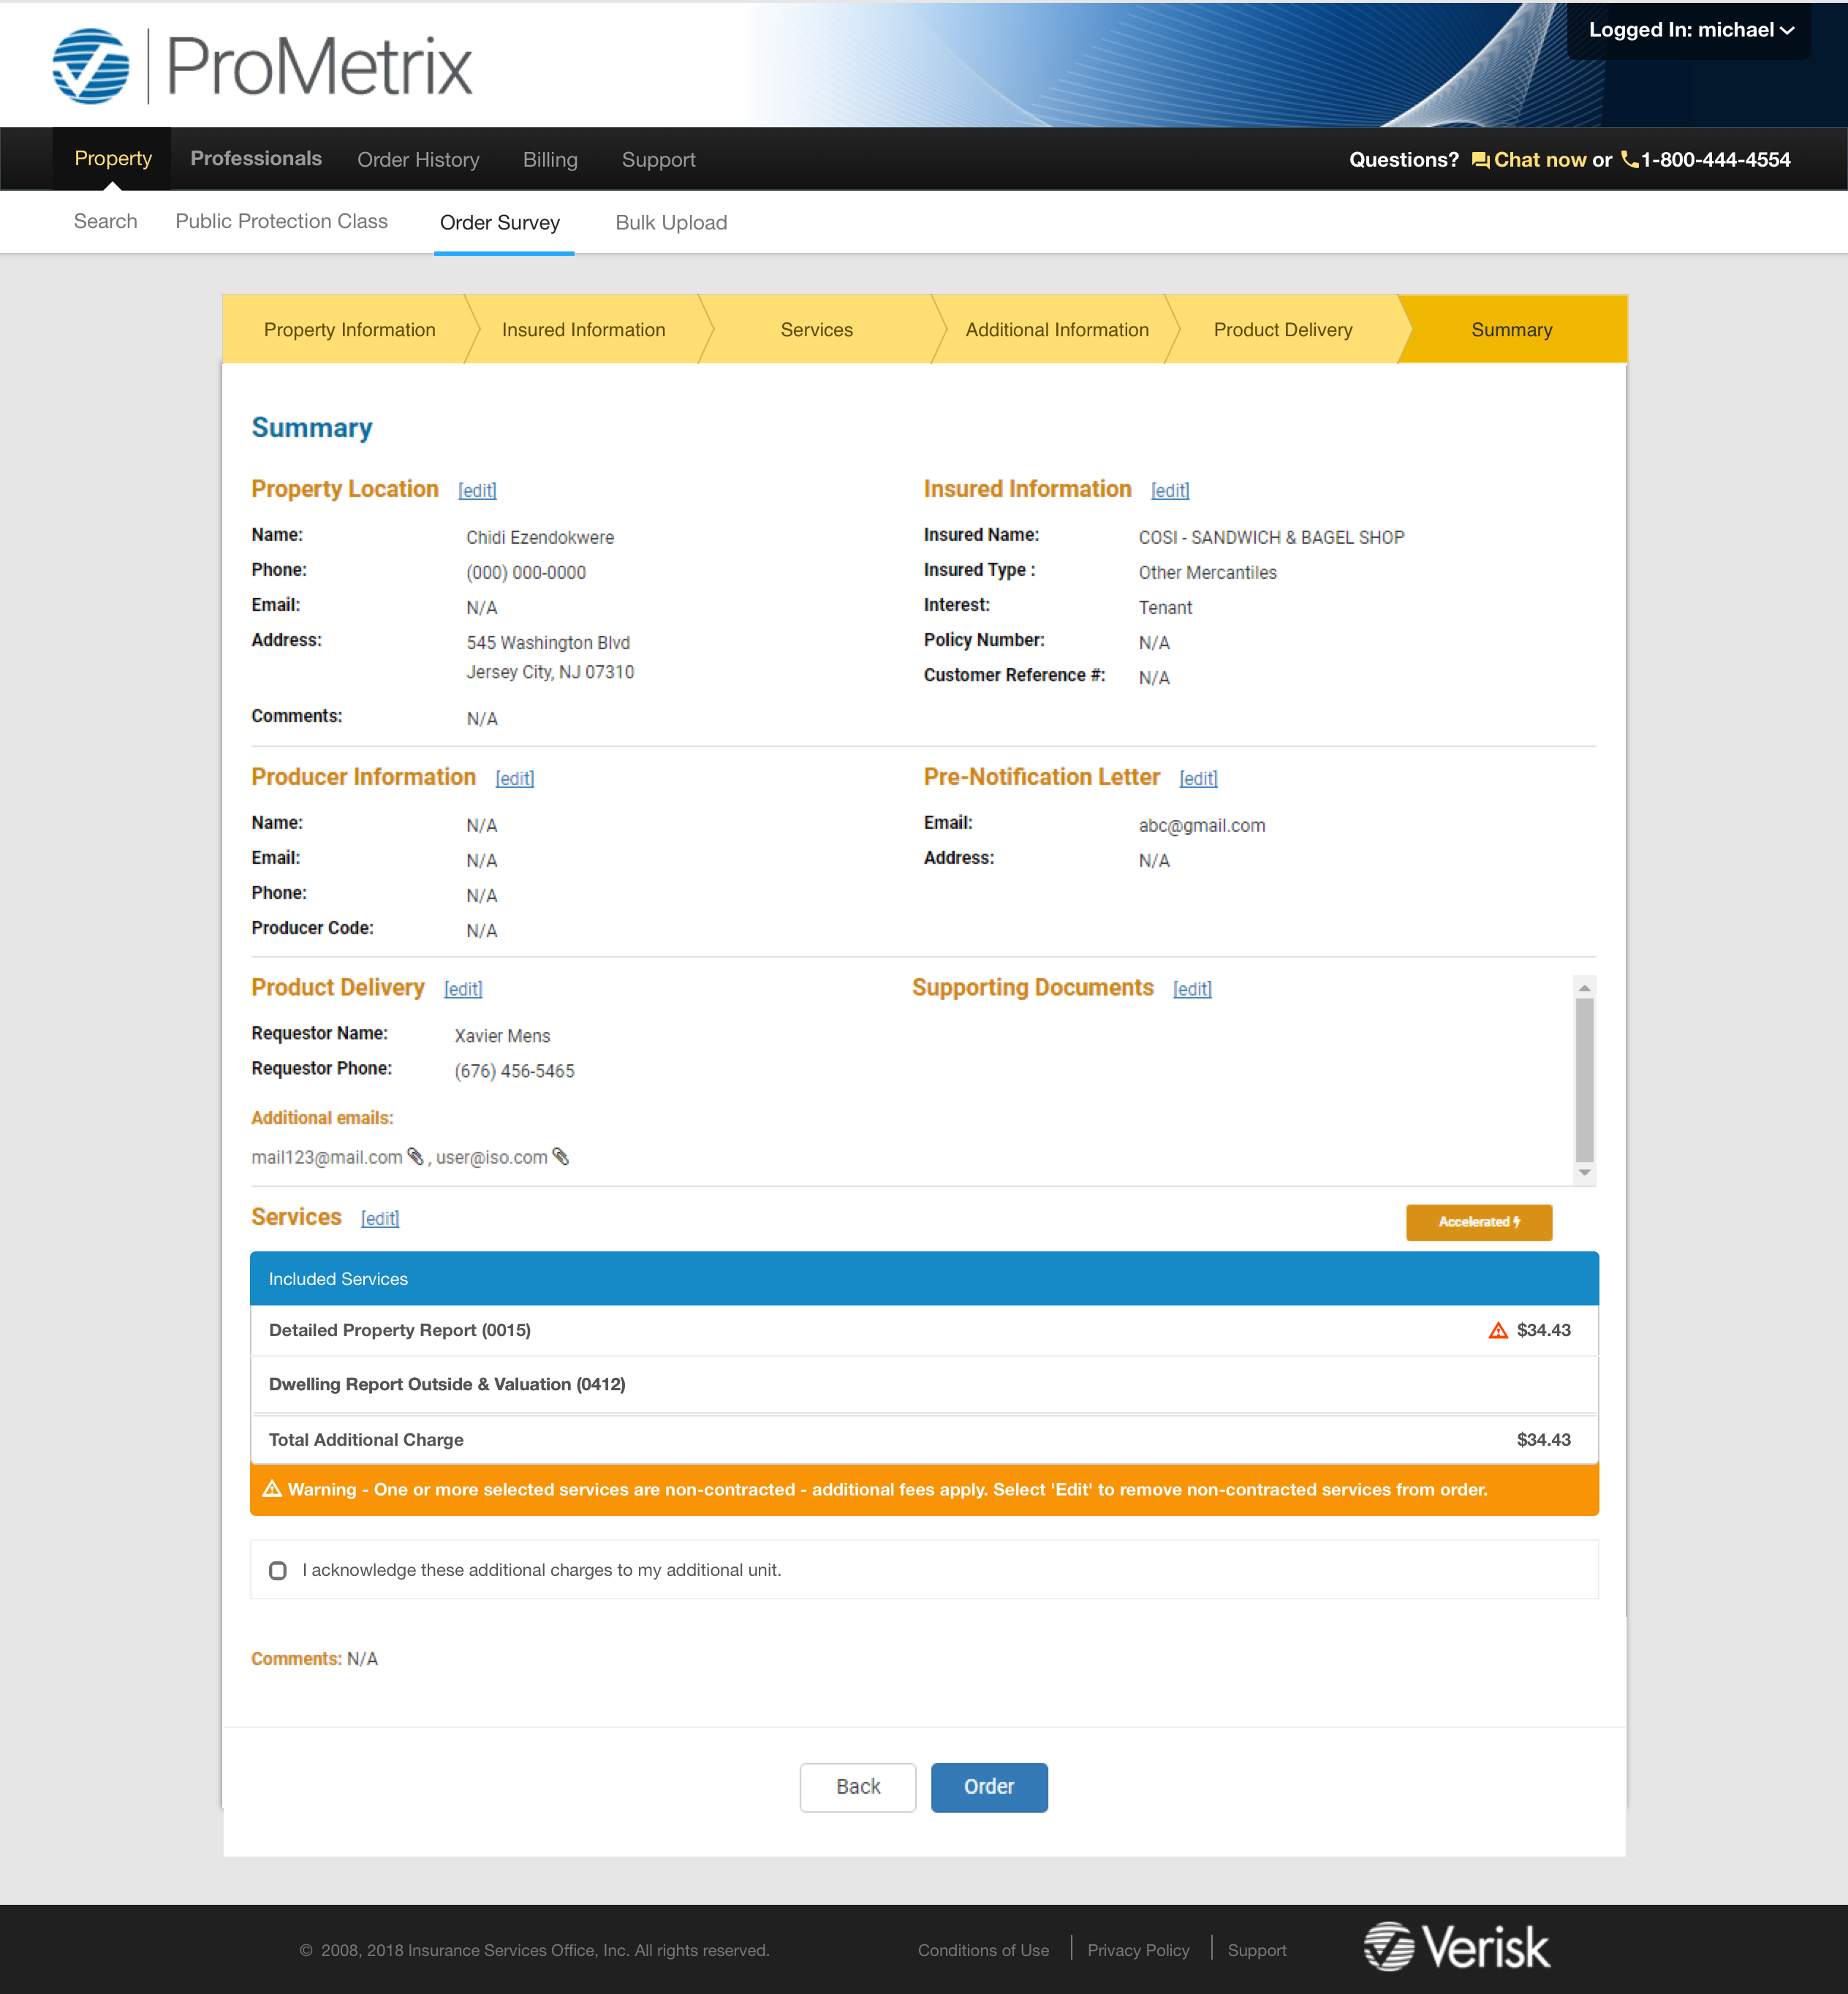 ProMetrix
Logged In: michael
Property Professionals Order History Billing Support
Questions? Chat now or 1-800-444-4554
Search Public Protection Class Order Survey Bulk Upload
Property Information Insured Information Services Additional Information Product Delivery Summary
Summary
Property Location [edit]
Name: Chidi Ezendokwere
Phone: (000) 000-0000
Email: N/A
Address: 545 Washington Blvd
Jersey City, NJ 07310
Comments: N/A
Insured Information [edit]
Insured Name: COSI - SANDWICH & BAGEL SHOP
Insured Type : Other Mercantiles
Interest: Tenant
Policy Number: N/A
Customer Reference #: N/A
Producer Information [edit]
Name: N/A
Email: N/A
Phone: N/A
Producer Code: N/A
Pre-Notification Letter [edit]
Email: abc@gmail.com
Address: N/A
Product Delivery [edit]
Requestor Name: Xavier Mens
Requestor Phone: (676) 456-5465
Additional emails:
mail123@mail.com , user@iso.com
Supporting Documents [edit]
Services [edit]
Accelerated
Included Services
Detailed Property Report (0015) $34.43
Dwelling Report Outside & Valuation (0412)
Total Additional Charge $34.43
Warning - One or more selected services are non-contracted - additional fees apply. Select 'Edit' to remove non-contracted services from order.
I acknowledge these additional charges to my additional unit.
Comments: N/A
Back Order
© 2008, 2018 Insurance Services Office, Inc. All rights reserved.
Conditions of Use Privacy Policy Support
Verisk